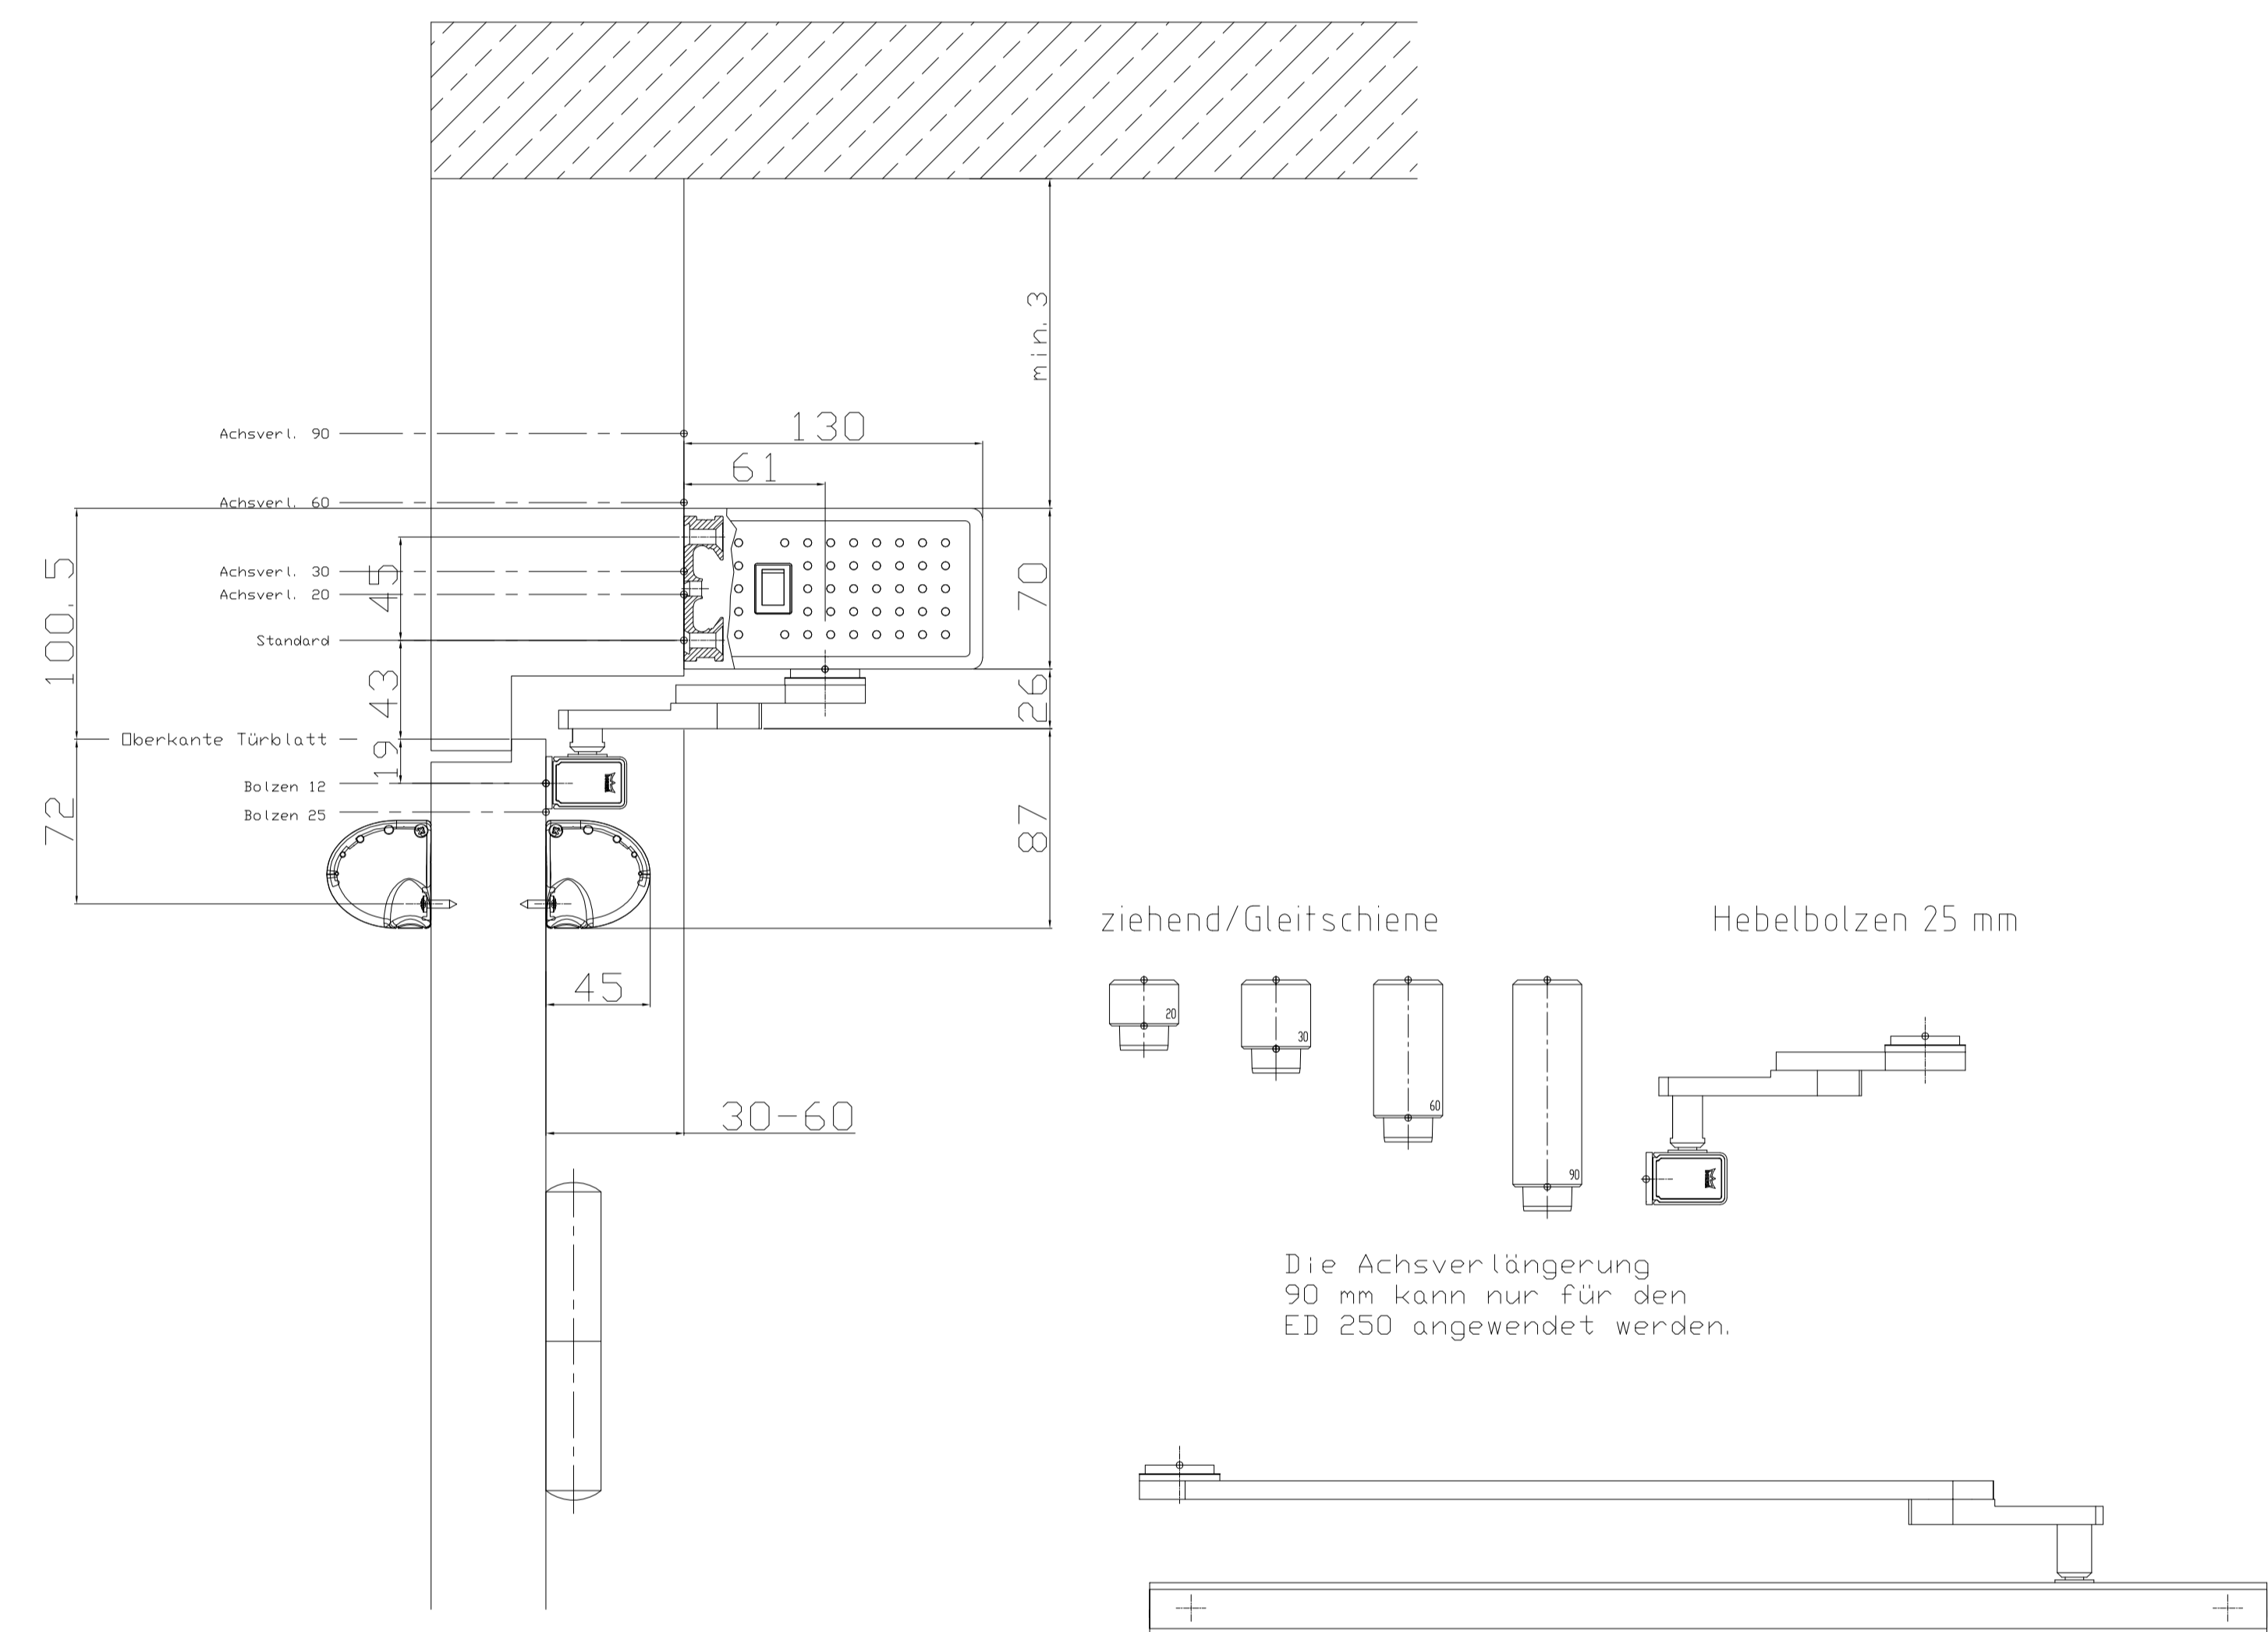 min.3
130
Achsverl. 90
61
Achsverl. 60
100.5
45
70
Achsverl. 30
Achsverl. 20
Standard
43
26
Oberkante Türblatt
19
Bolzen 12
72
Bolzen 25
87
45
30-60
ziehend/Gleitschiene
Hebelbolzen 25 mm
20
30
60
90
Die Achsverlängerung
90 mm kann nur für den
ED 250 angewendet werden.